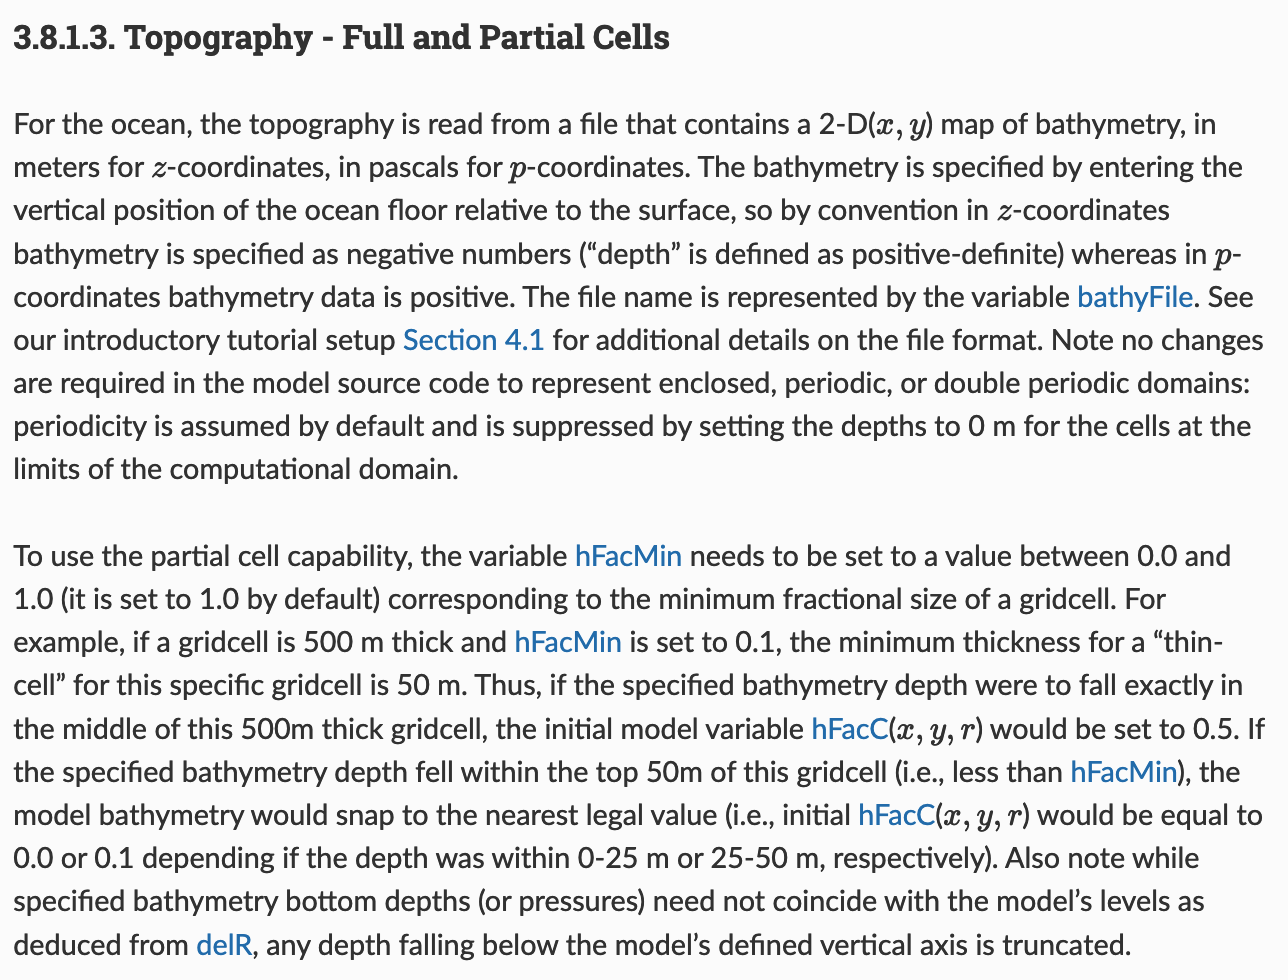 3.8.1.3. Topography - Full and Partial Cells
For the ocean, the topography is read from a file that contains a 2-D(x, y) map of bathymetry, in
meters for z-coordinates, in pascals for p-coordinates. The bathymetry is specified by entering the
vertical position of the ocean floor relative to the surface, so by convention in z-coordinates
bathymetry is specified as negative numbers (“depth” is defined as positive-definite) whereas in p-
coordinates bathymetry data is positive. The file name is represented by the variable bathyFile. See
our introductory tutorial setup Section 4.1 for additional details on the file format. Note no changes
are required in the model source code to represent enclosed, periodic, or double periodic domains:
periodicity is assumed by default and is suppressed by setting the depths to 0 m for the cells at the
limits of the computational domain.
To use the partial cell capability, the variable hFacMin needs to be set to a value between 0.0 and
1.0 (it is set to 1.0 by default) corresponding to the minimum fractional size of a gridcell. For
example, if a gridcell is 500 m thick and hFacMin is set to 0.1, the minimum thickness for a “thin-
cell” for this specific gridcell is 50 m. Thus, if the specified bathymetry depth were to fall exactly in
the middle of this 500m thick gridcell, the initial model variable hFacC(x, y, r) would be set to 0.5. If
the specified bathymetry depth fell within the top 50m of this gridcell (i.e., less than hFacMin), the
model bathymetry would snap to the nearest legal value (i.e., initial hFacC(x, y, r) would be equal to
0.0 or 0.1 depending if the depth was within 0-25 m or 25-50 m, respectively). Also note while
specified bathymetry bottom depths (or pressures) need not coincide with the model’s levels as
deduced from delR, any depth falling below the model’s defined vertical axis is truncated.